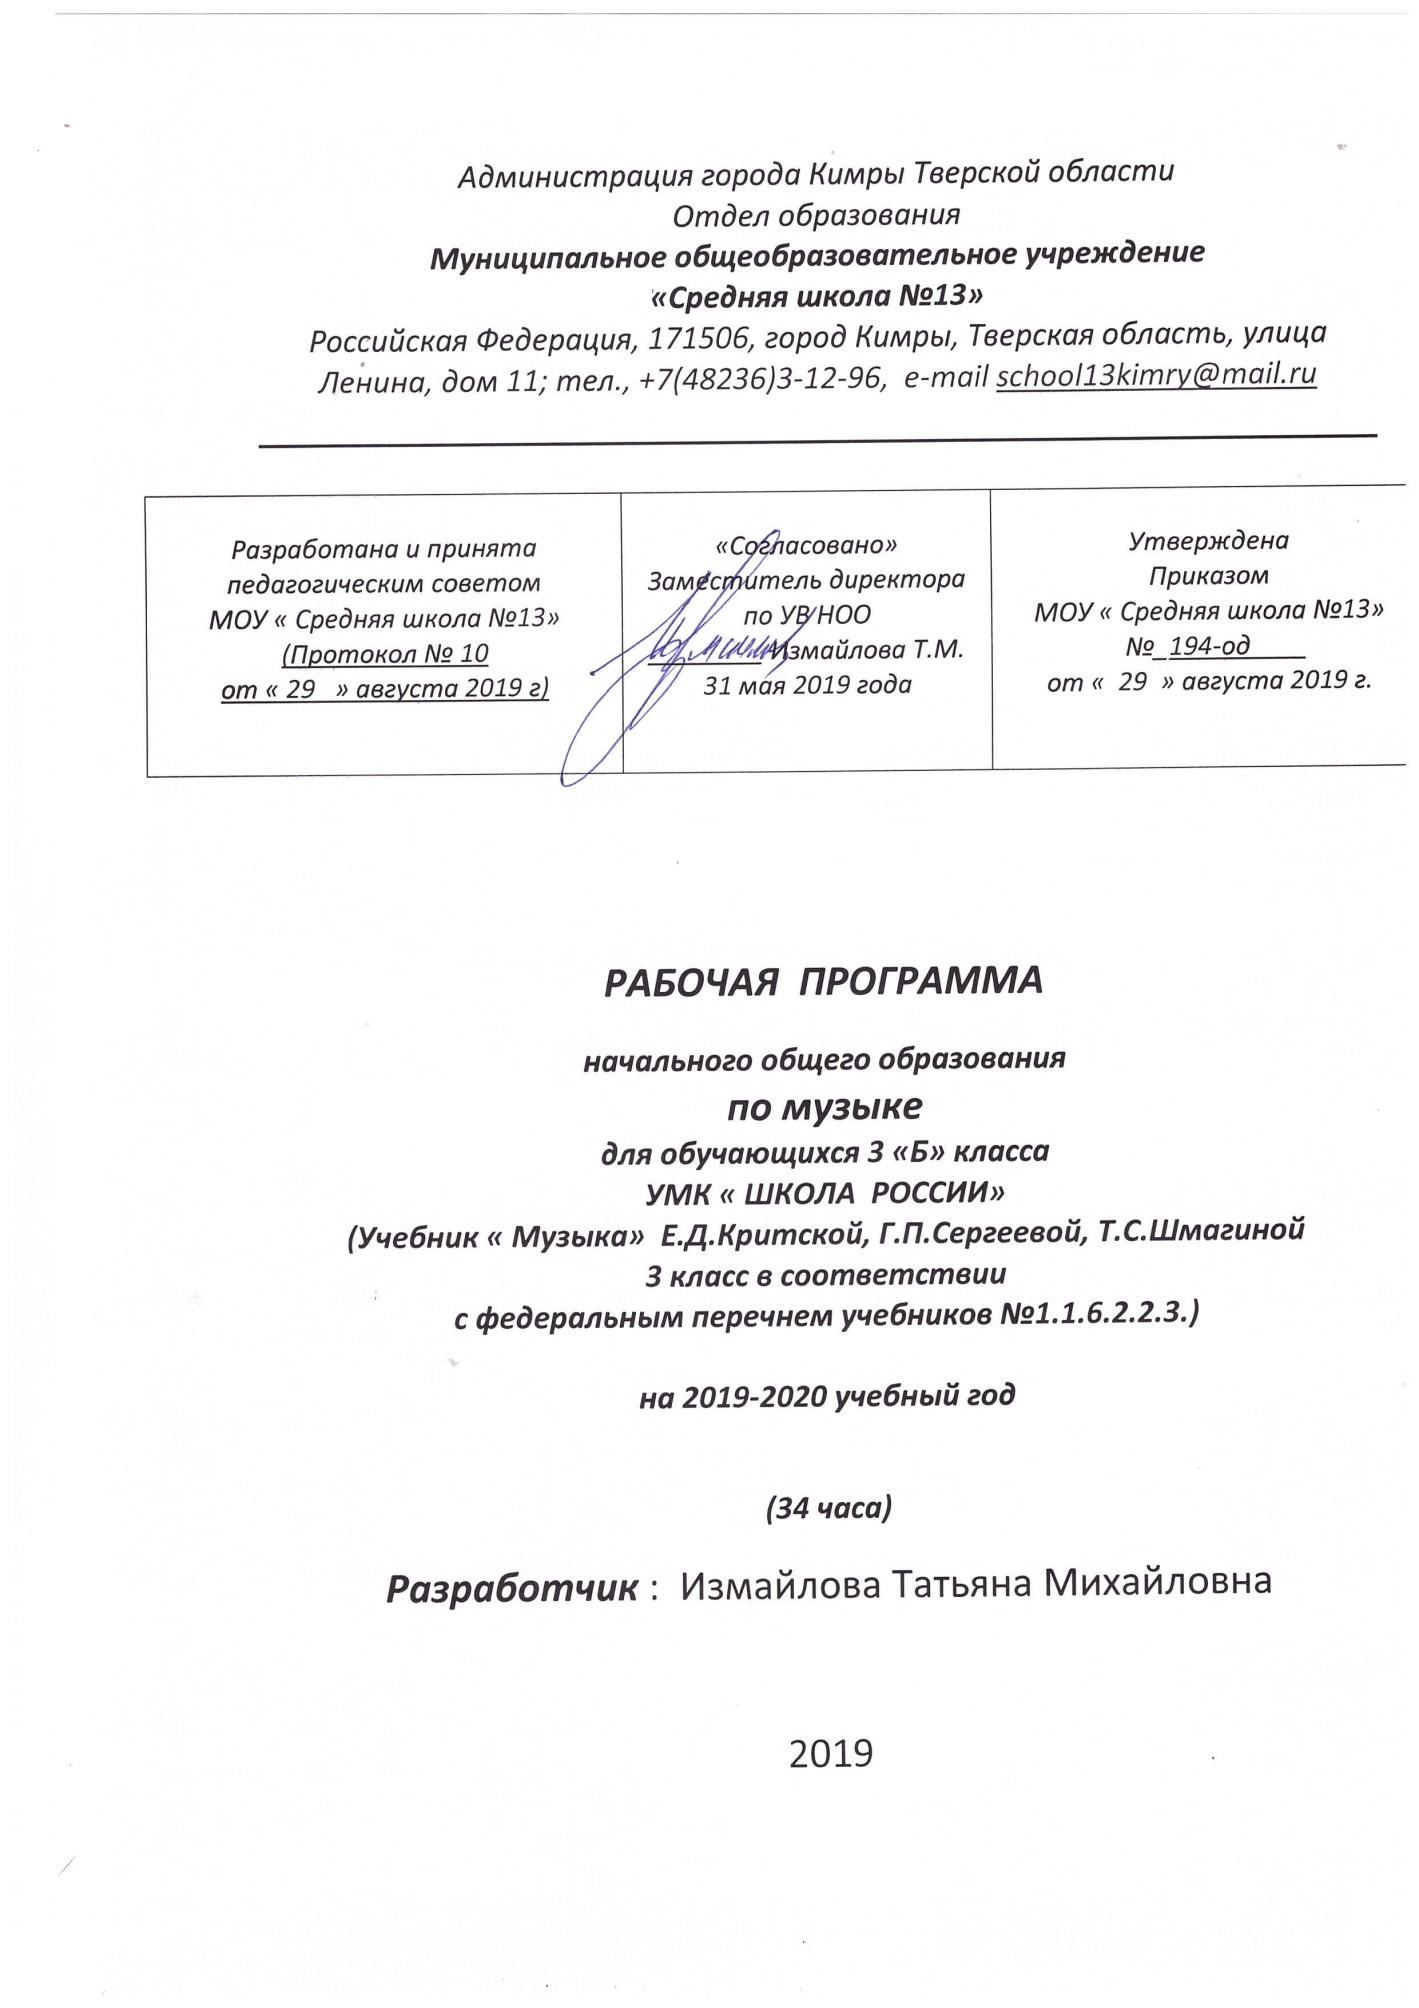 Администрация города Кимры Тверской области
Отдел образования
Муниципальное общеобразовательное учреждение
«Средняя школа №13»
Российская Федерация, 171506, город Кимры, Тверская область, улица
Ленина, дом 11; тел., +7(48236)3-12-96, e-mail school13kimry@mail.ru
Разработана и принята
педагогическим советом
МОУ « Средняя школа №13»
(Протокол № 10
от « 29 » августа 2019 г)
«Согласовано»
Заместитель директора
по УВ НОО
________Измайлова Т.М.
31 мая 2019 года
Утверждена
Приказом
МОУ « Средняя школа №13»
№_194-од____
от « 29 » августа 2019 г.
РАБОЧАЯ ПРОГРАММА
начального общего образования
по музыке
для обучающихся 3 «Б» класса
УМК « ШКОЛА РОССИИ»
(Учебник « Музыка» Е.Д.Критской, Г.П.Сергеевой, Т.С.Шмагиной
3 класс в соответствии
с федеральным перечнем учебников №1.1.6.2.2.3.)
на 2019-2020 учебный год
(34 часа)
Разработчик : Измайлова Татьяна Михайловна
2019